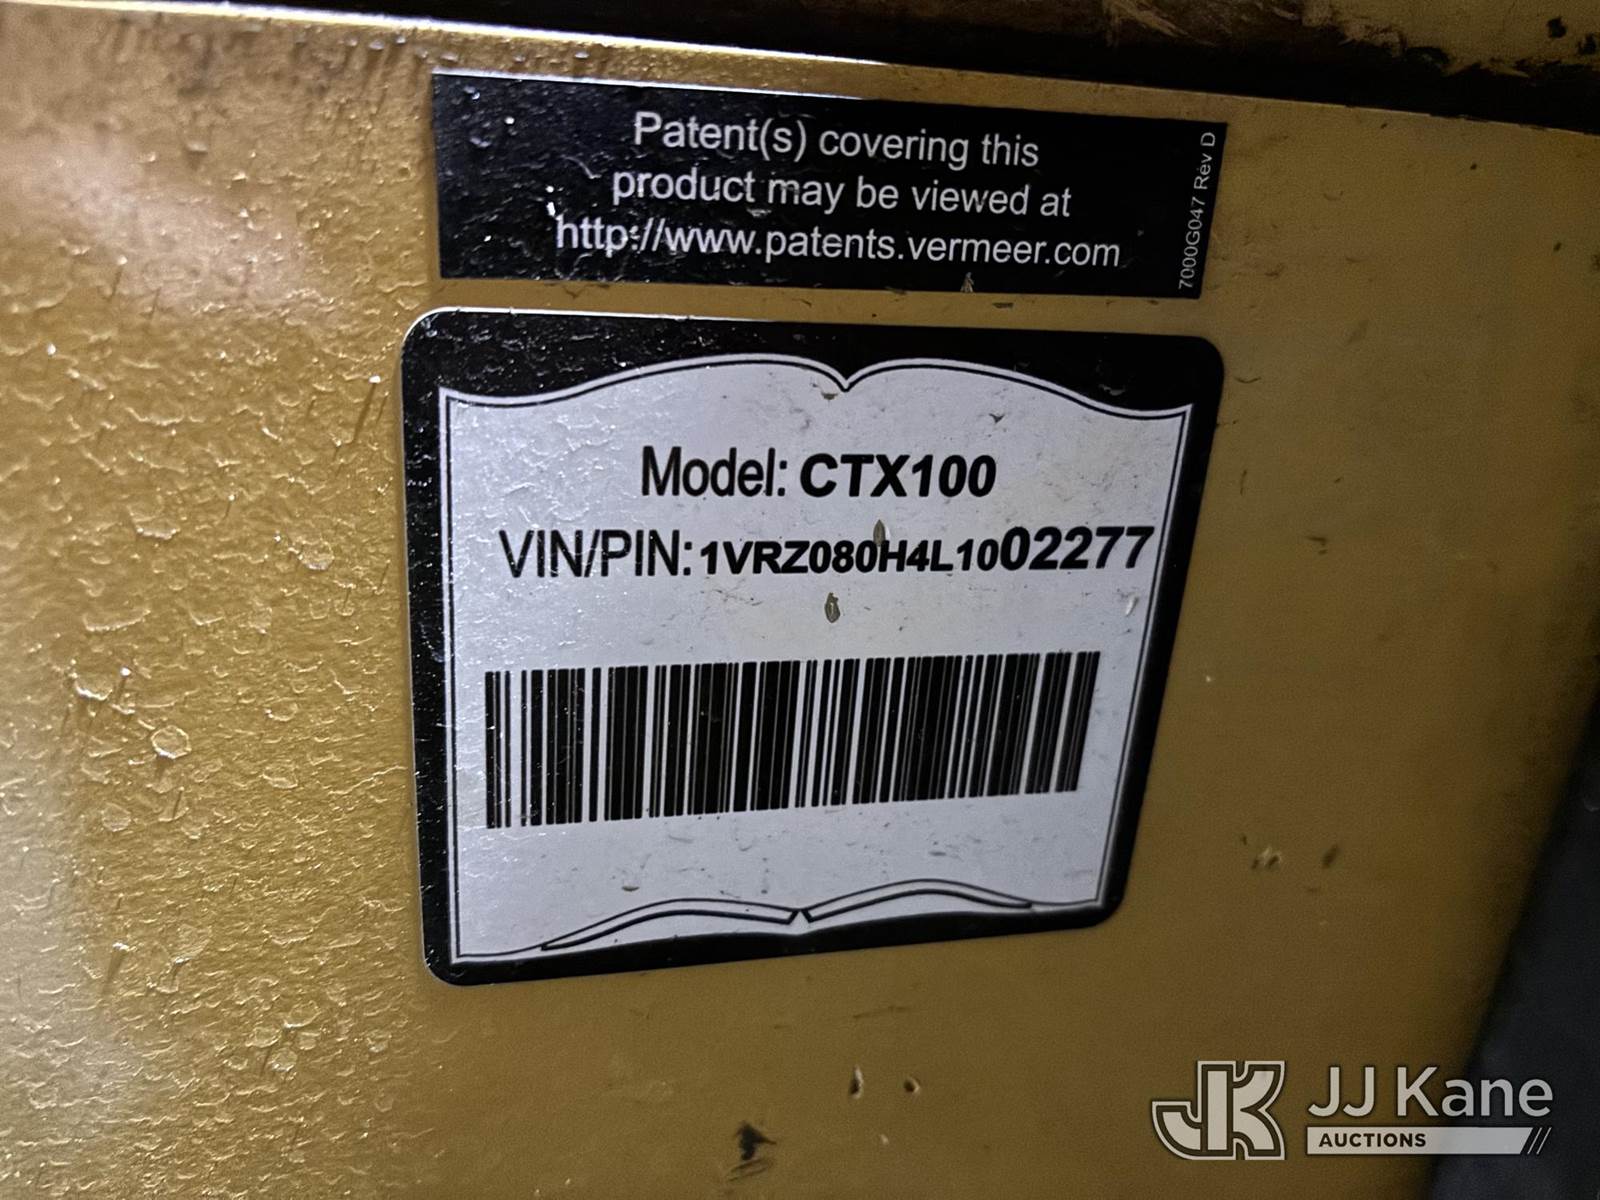 Patent(s) covering this
product may be viewed at
http://www.patents.vermeer.com
7000G047 Rev D
Model: CTX100
VIN/PIN: 1VRZ080H4L1002277
JJ Kane
AUCTIONS